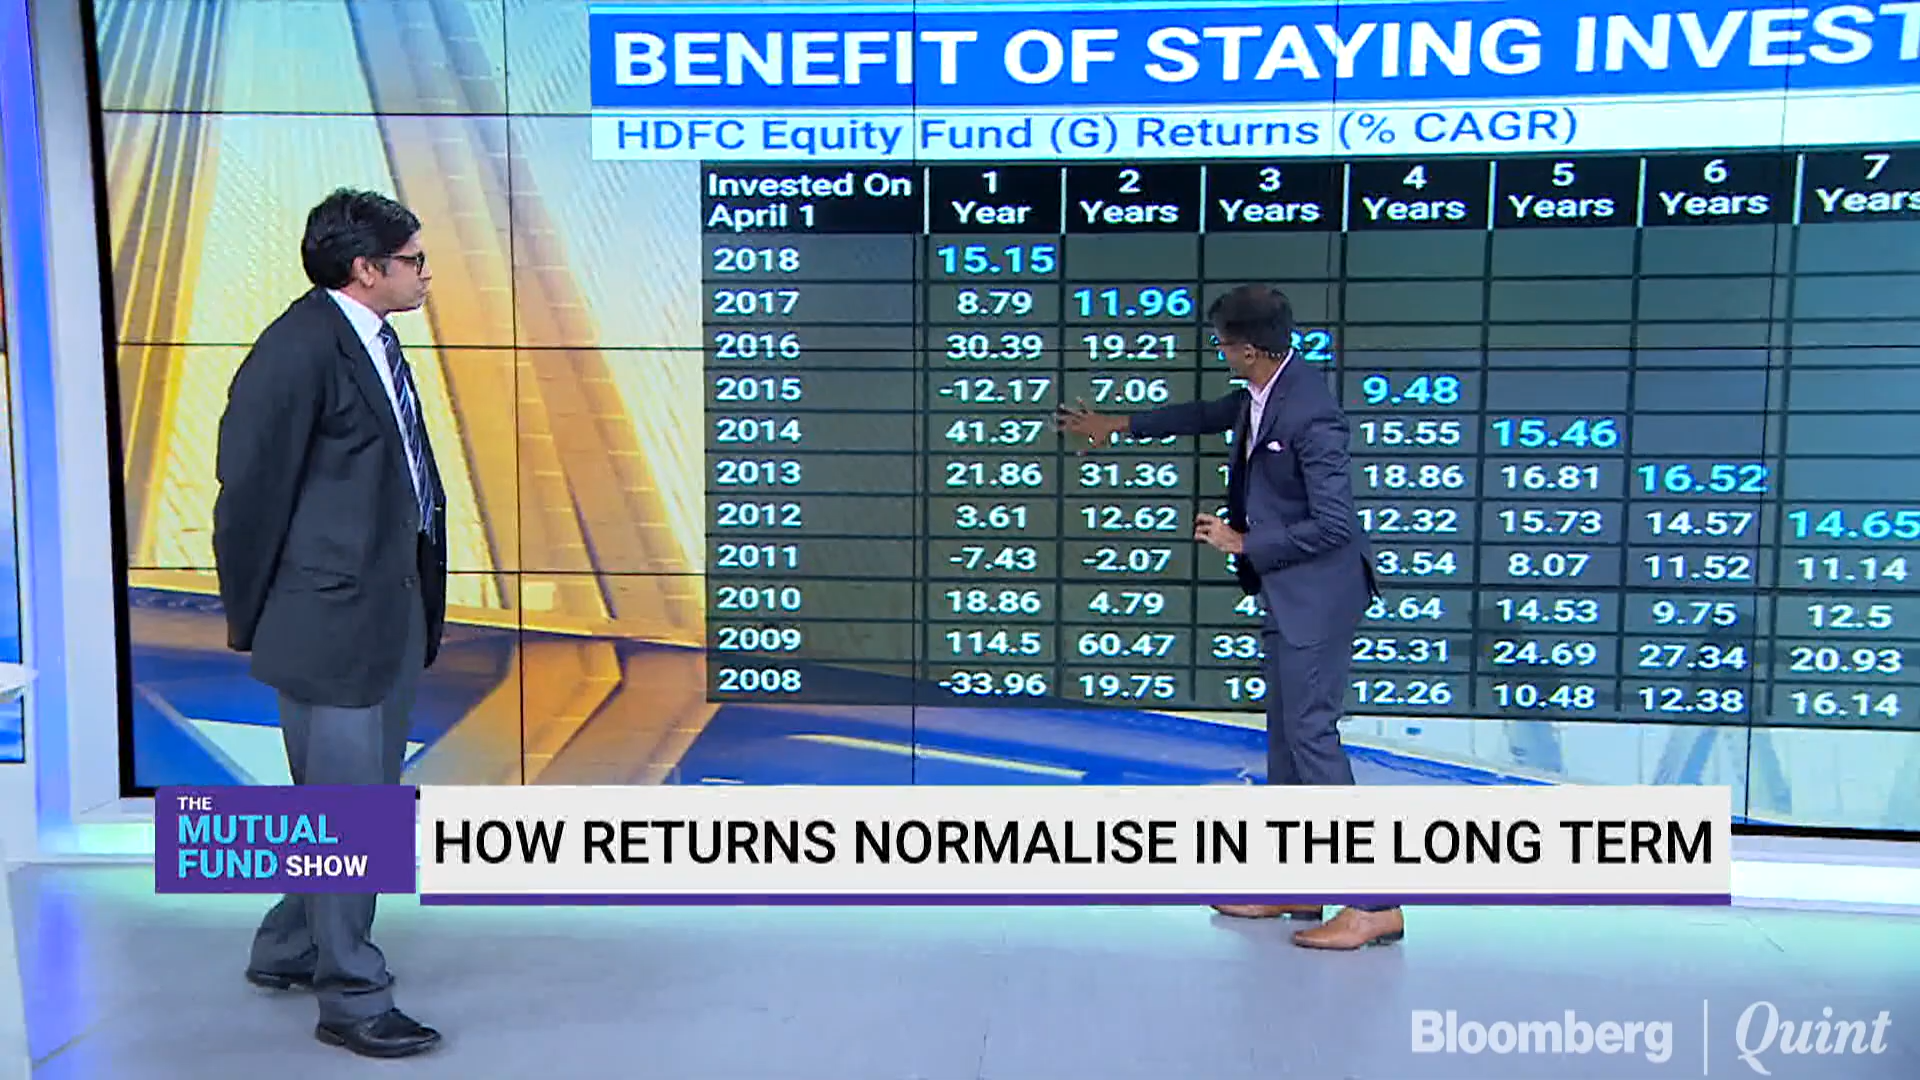 BENEFIT OF STAYING
HDFC Equity Fund (G) Returns (% CAGR)
Invested On April 1 | 1 Year | 2 Years | 3 Years | 4 Years | 5 Years | 6 Years | 7 Years
2018 15.15
2017 8.79 11.96
2016 30.39 19.21
2015 -12.17 7.06 9.48
2014 41.37 15.55 15.46
2013 21.86 31.36 18.86 16.81 16.52
2012 3.61 12.62 12.32 15.73 14.57 14.65
2011 -7.43 -2.07 3.54 8.07 11.52 11.14
2010 18.86 4.79 8.64 14.53 9.75 12.5
2009 114.5 60.47 25.31 24.69 27.34 20.93
2008 -33.96 19.75 12.26 10.48 12.38 16.14
THE
MUTUAL
FUND SHOW
HOW RETURNS NORMALISE IN THE LONG TERM
Bloomberg | Quint